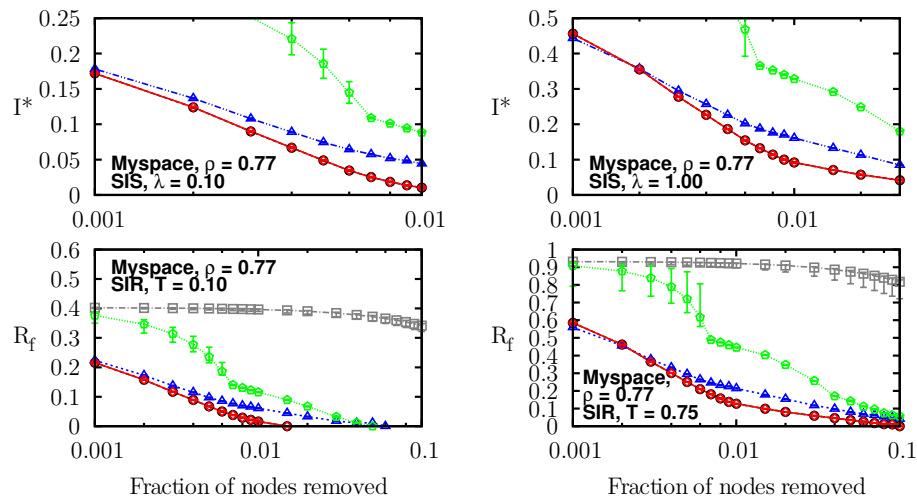 0.25
0.2
0.15
0.1
0.05
0
I*
Myspace, ρ = 0.77
SIS, λ = 0.10
0.001
0.01
0.5
0.4
0.3
0.2
0.1
0
I*
Myspace, ρ = 0.77
SIS, λ = 1.00
0.001
0.01
0.6
0.5
0.4
0.3
0.2
0.1
0
R_f
Myspace, ρ = 0.77
SIR, T = 0.10
0.001
0.01
0.1
Fraction of nodes removed
1
0.9
0.8
0.7
0.6
0.5
0.4
0.3
0.2
0.1
0
R_f
Myspace,
ρ = 0.77
SIR, T = 0.75
0.001
0.01
0.1
Fraction of nodes removed